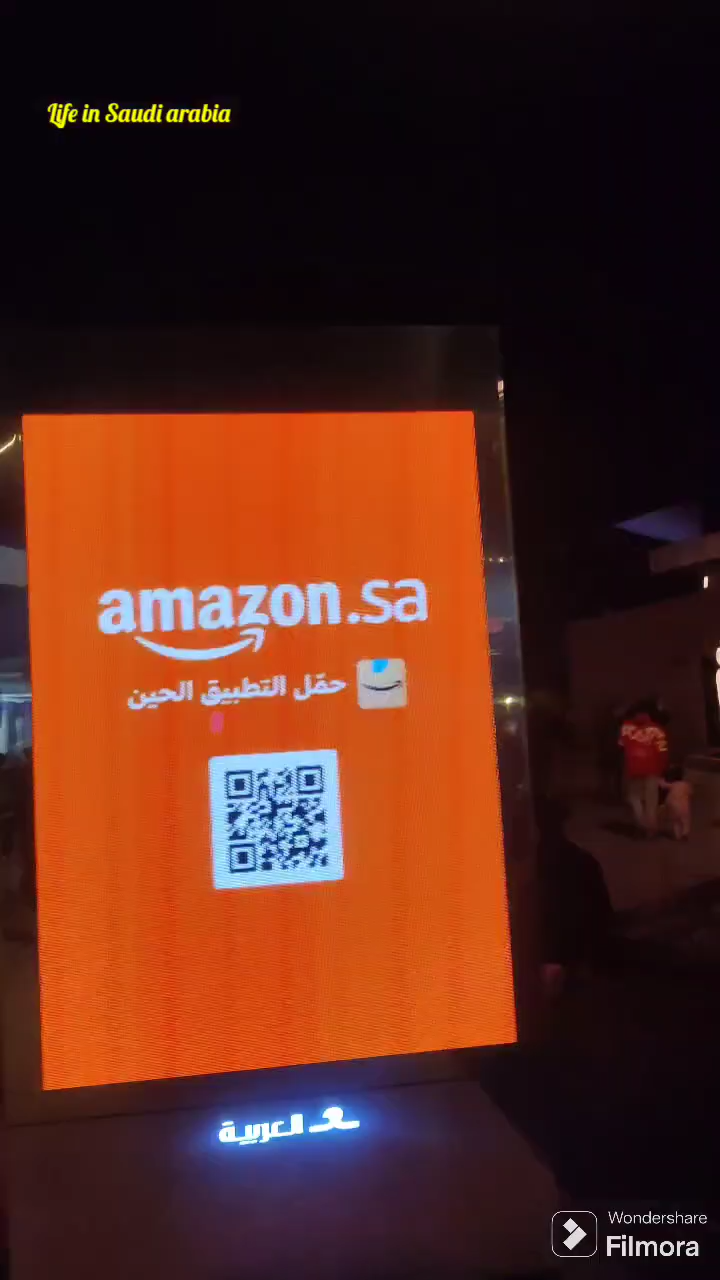 Life in Saudi arabia
amazon.sa
حمّل التطبيق الحين
العربية
Wondershare
Filmora